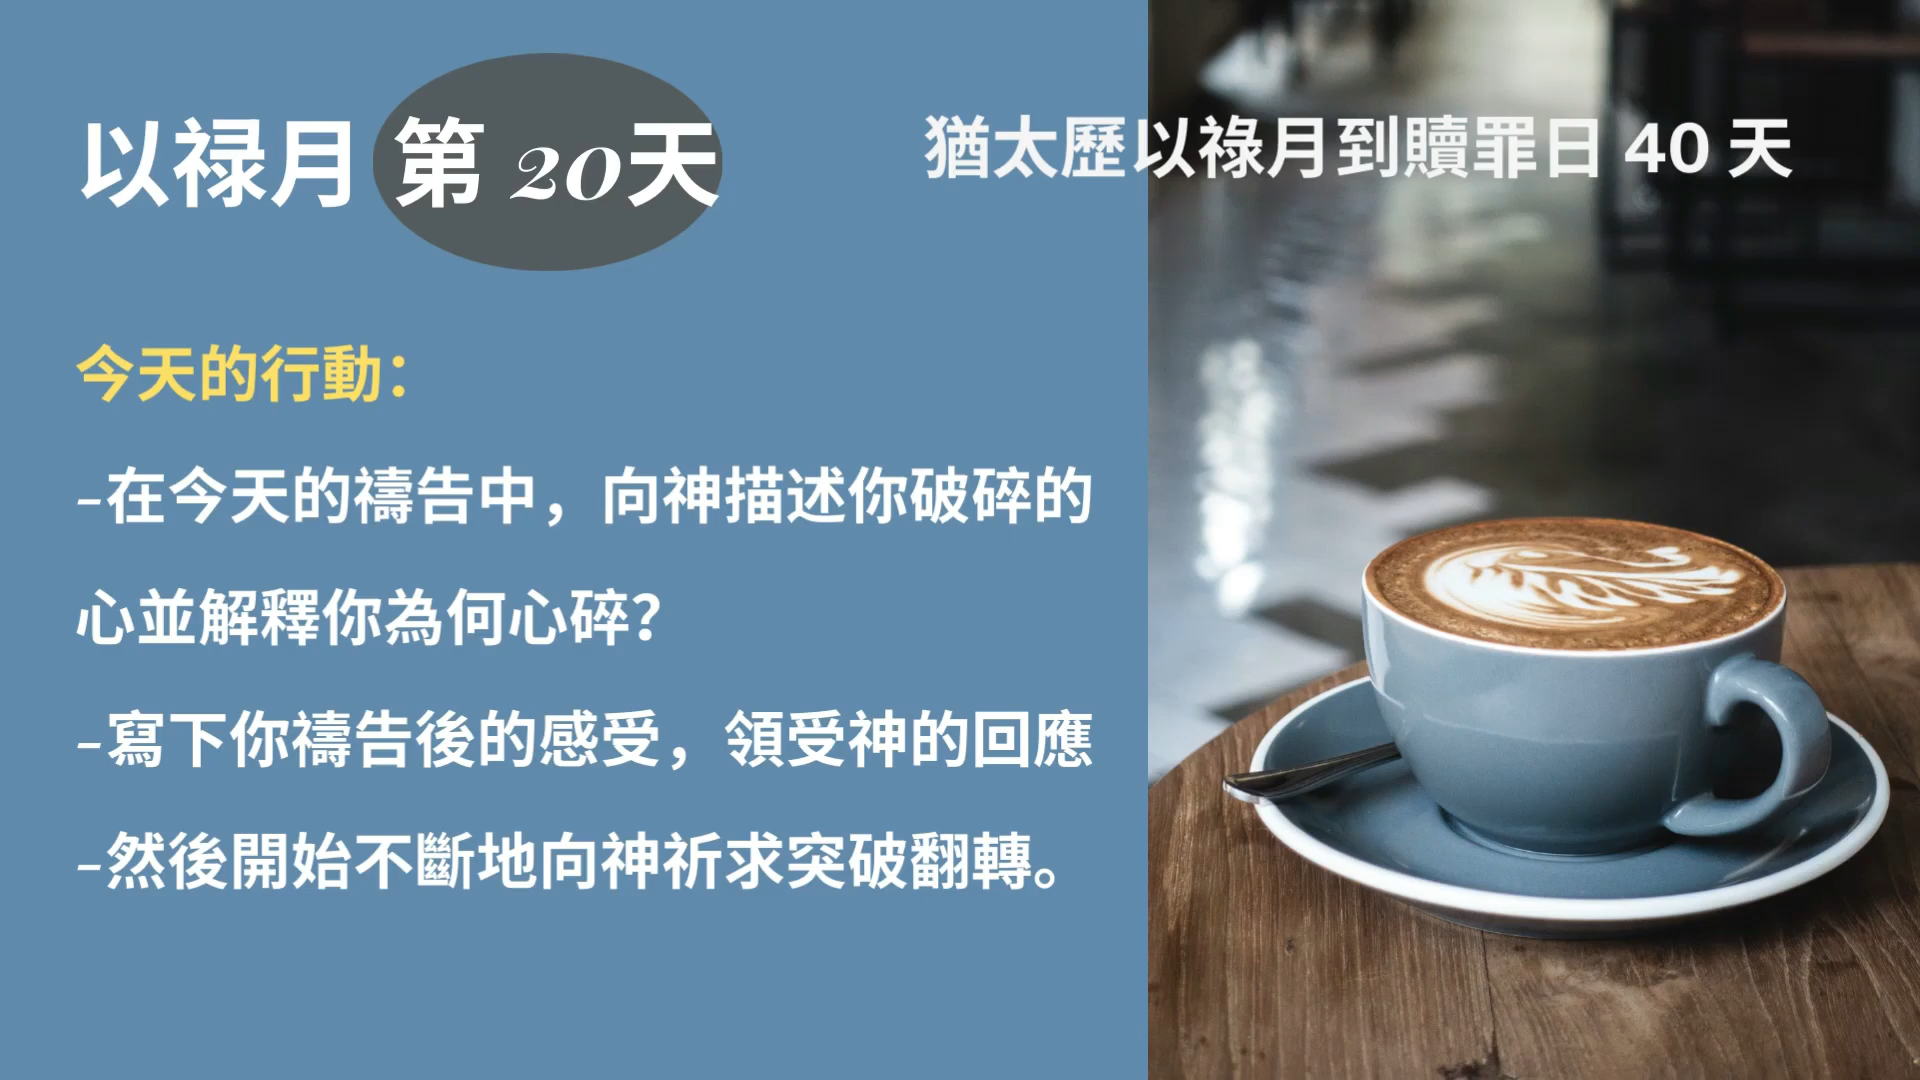 以禄月 第 20天
猶太歷以祿月到贖罪日 40 天
今天的行動：
-在今天的禱告中，向神描述你破碎的
心並解釋你為何心碎？
-寫下你禱告後的感受，領受神的回應
-然後開始不斷地向神祈求突破翻轉。